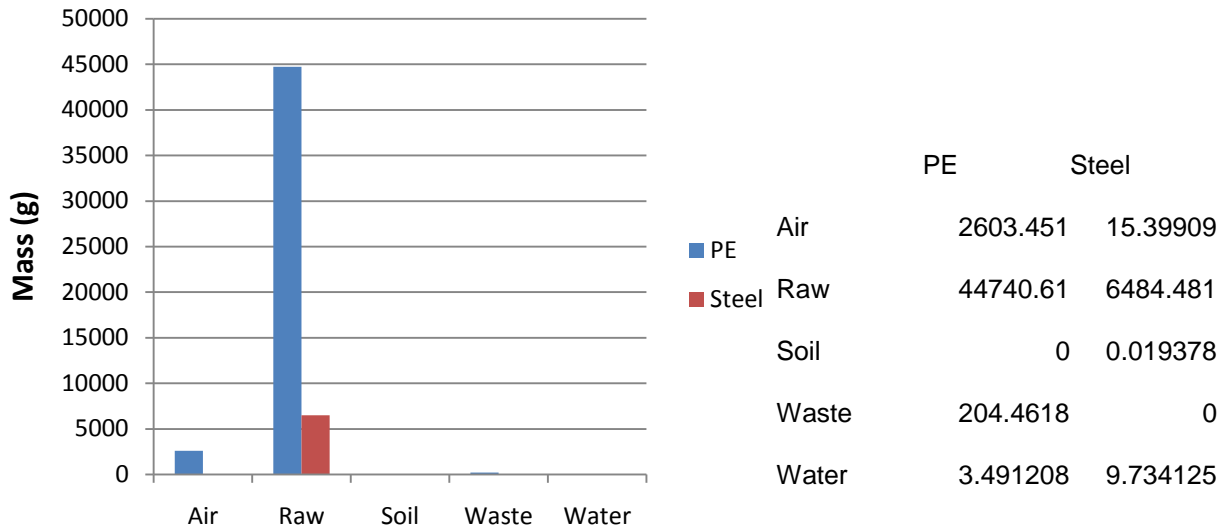 50000
45000
40000
35000
30000
25000
20000
15000
10000
5000
0
Mass (g)
Air Raw Soil Waste Water
PE
Steel
PE Steel
Air 2603.451 15.39909
Raw 44740.61 6484.481
Soil 0 0.019378
Waste 204.4618 0
Water 3.491208 9.734125